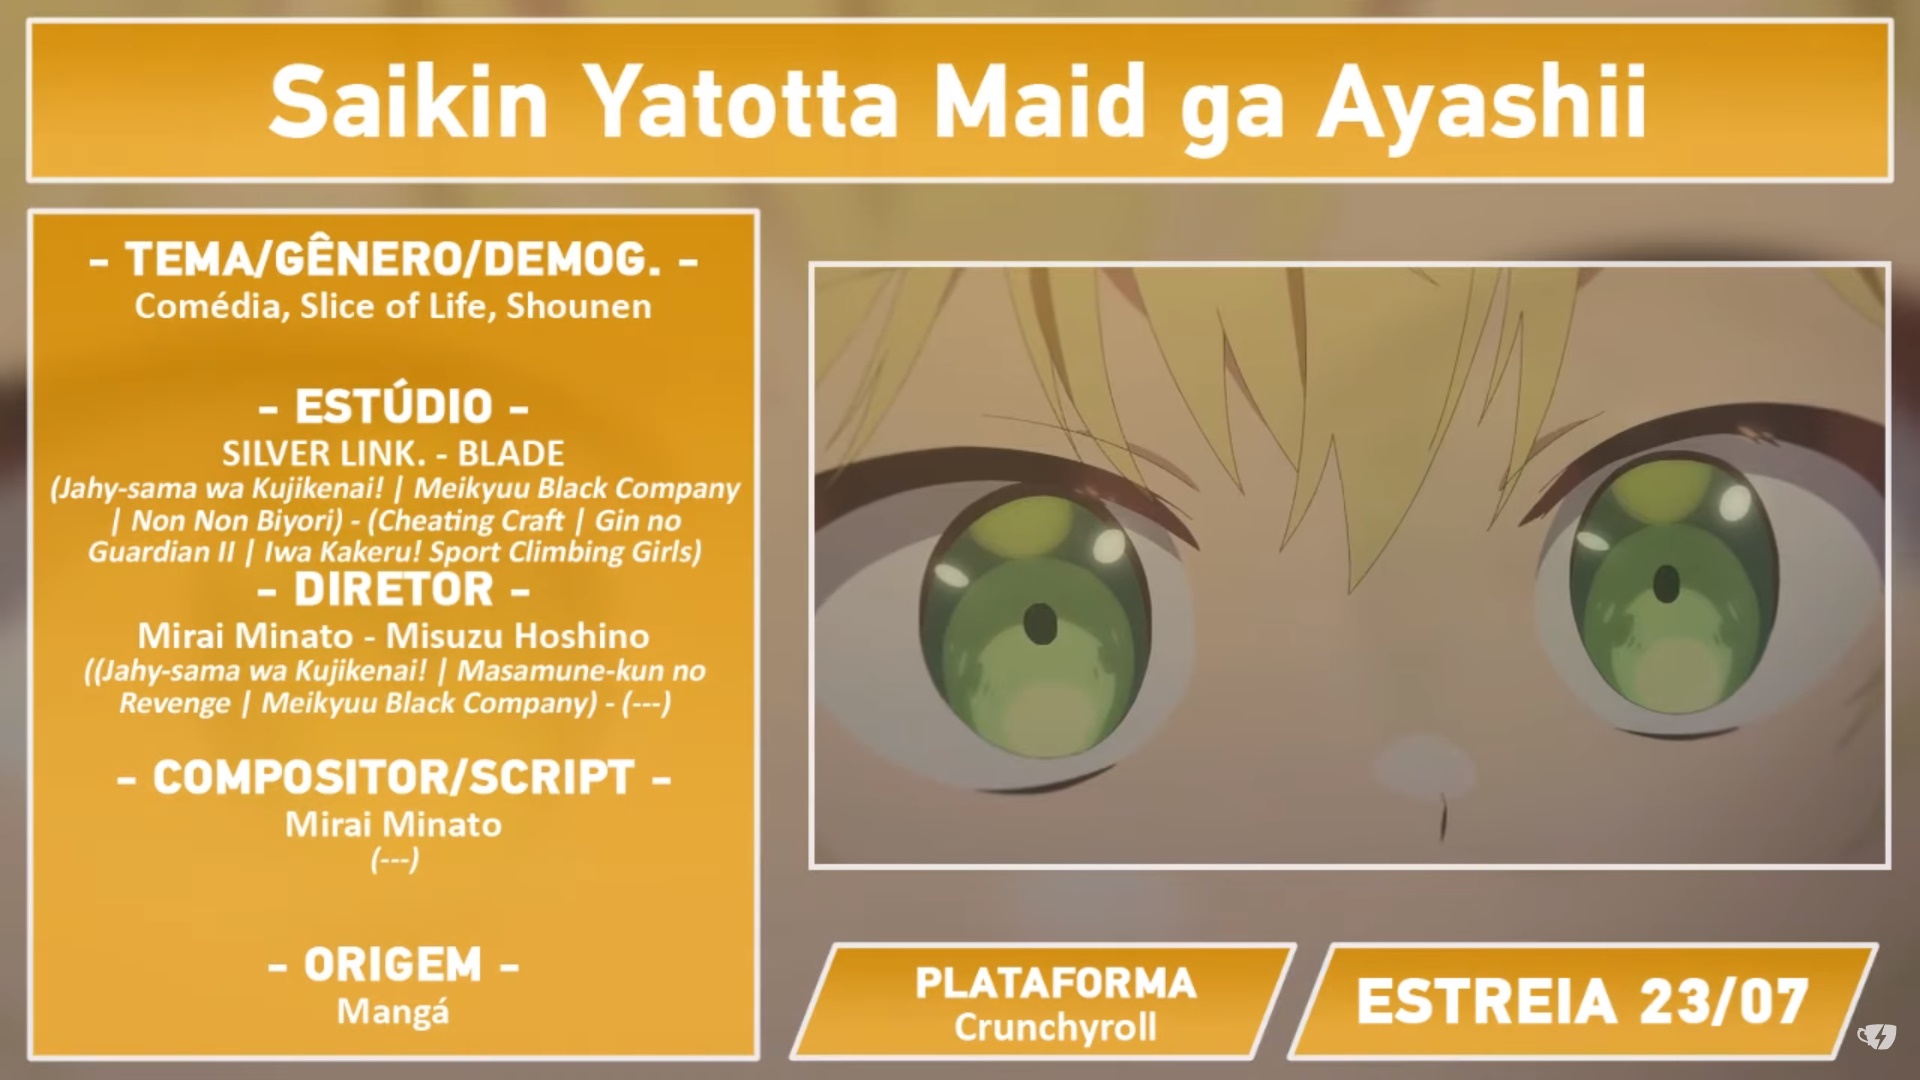 Saikin Yatotta Maid ga Ayashii
- TEMA/GÊNERO/DEMOG. -
Comédia, Slice of Life, Shounen
- ESTÚDIO -
SILVER LINK. - BLADE
(Jahy-sama wa Kujikenai! | Meikyuu Black Company
| Non Non Biyori) - (Cheating Craft | Gin no
Guardian II | Iwa Kakeru! Sport Climbing Girls)
- DIRETOR -
Mirai Minato - Misuzu Hoshino
((Jahy-sama wa Kujikenai! | Masamune-kun no
Revenge | Meikyuu Black Company) - (---)
- COMPOSITOR/SCRIPT -
Mirai Minato
(---)
- ORIGEM -
Mangá
PLATAFORMA
Crunchyroll
ESTREIA 23/07